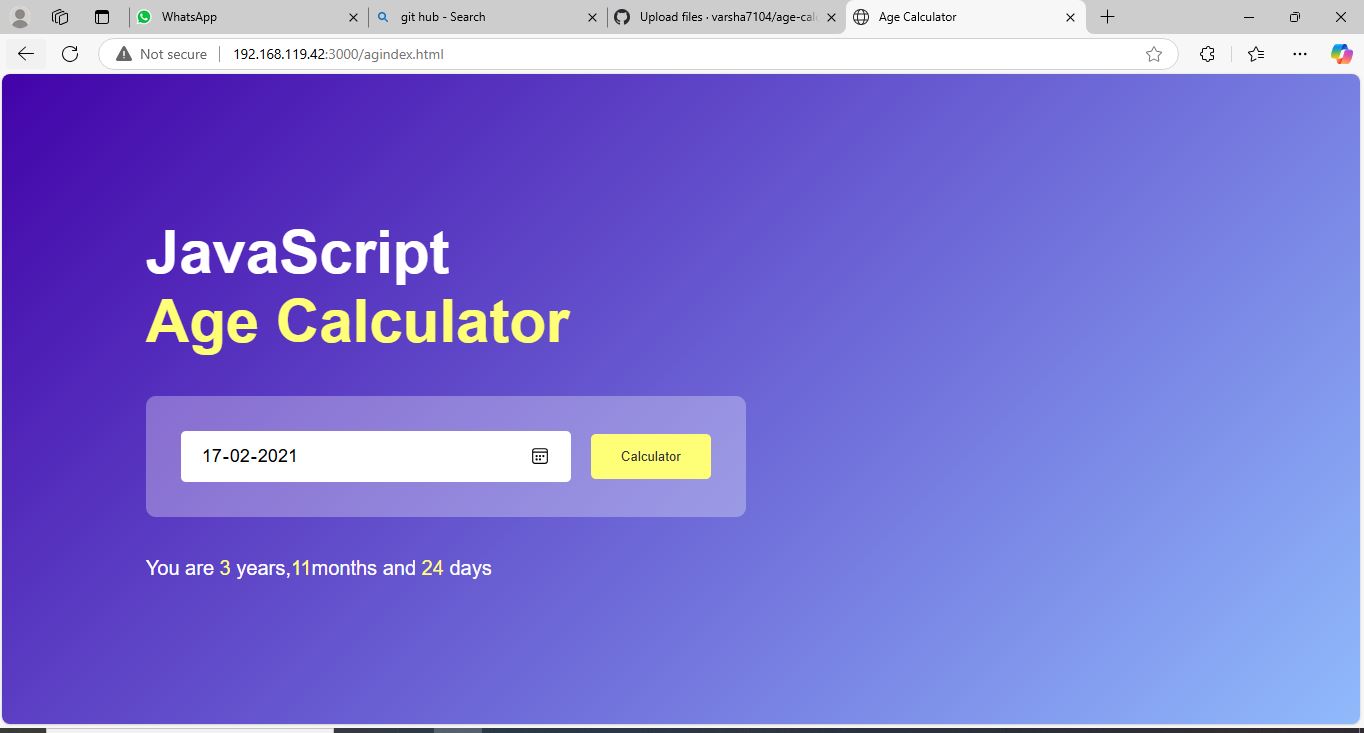 WhatsApp
git hub - Search
Upload files · varsha7104/age-cal
Age Calculator
Not secure
192.168.119.42:3000/agindex.html
JavaScript
Age Calculator
17-02-2021
Calculator
You are 3 years,11months and 24 days